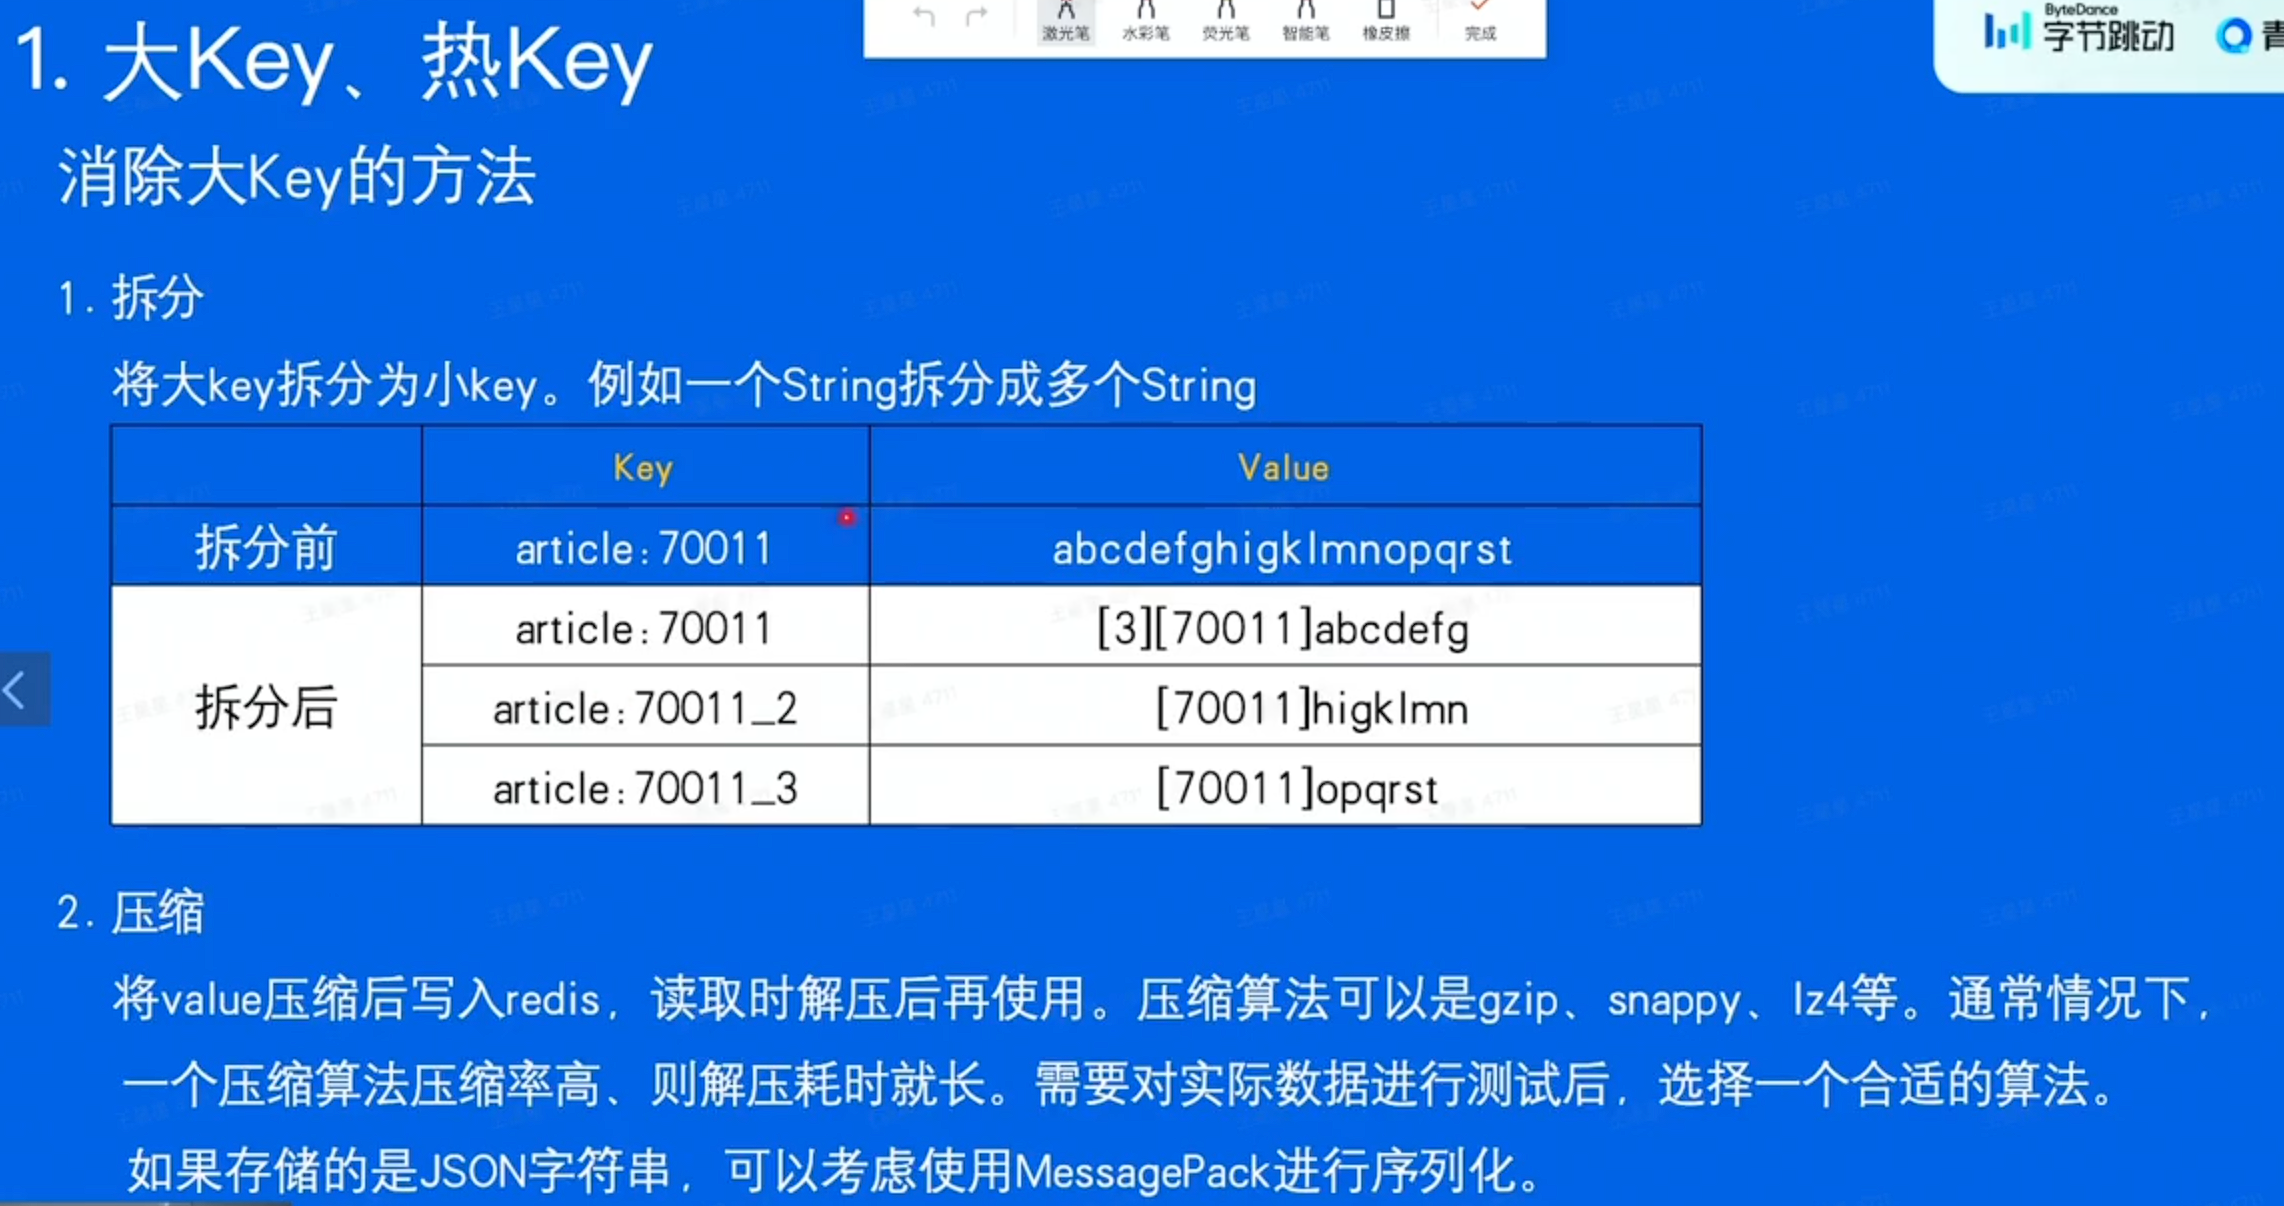 激光笔 水彩笔 荧光笔 智能笔 橡皮擦 完成
ByteDance
字节跳动
1. 大Key、热Key
消除大Key的方法
1. 拆分
将大key拆分为小key。例如一个String拆分成多个String
Key Value
拆分前 article:70011 abcdefghigklmnopqrst
拆分后
article:70011 [3][70011]abcdefg
article:70011_2 [70011]higklmn
article:70011_3 [70011]opqrst
2. 压缩
将value压缩后写入redis,读取时解压后再使用。压缩算法可以是gzip、snappy、lz4等。通常情况下,
一个压缩算法压缩率高、则解压耗时就长。需要对实际数据进行测试后,选择一个合适的算法。
如果存储的是JSON字符串,可以考虑使用MessagePack进行序列化。